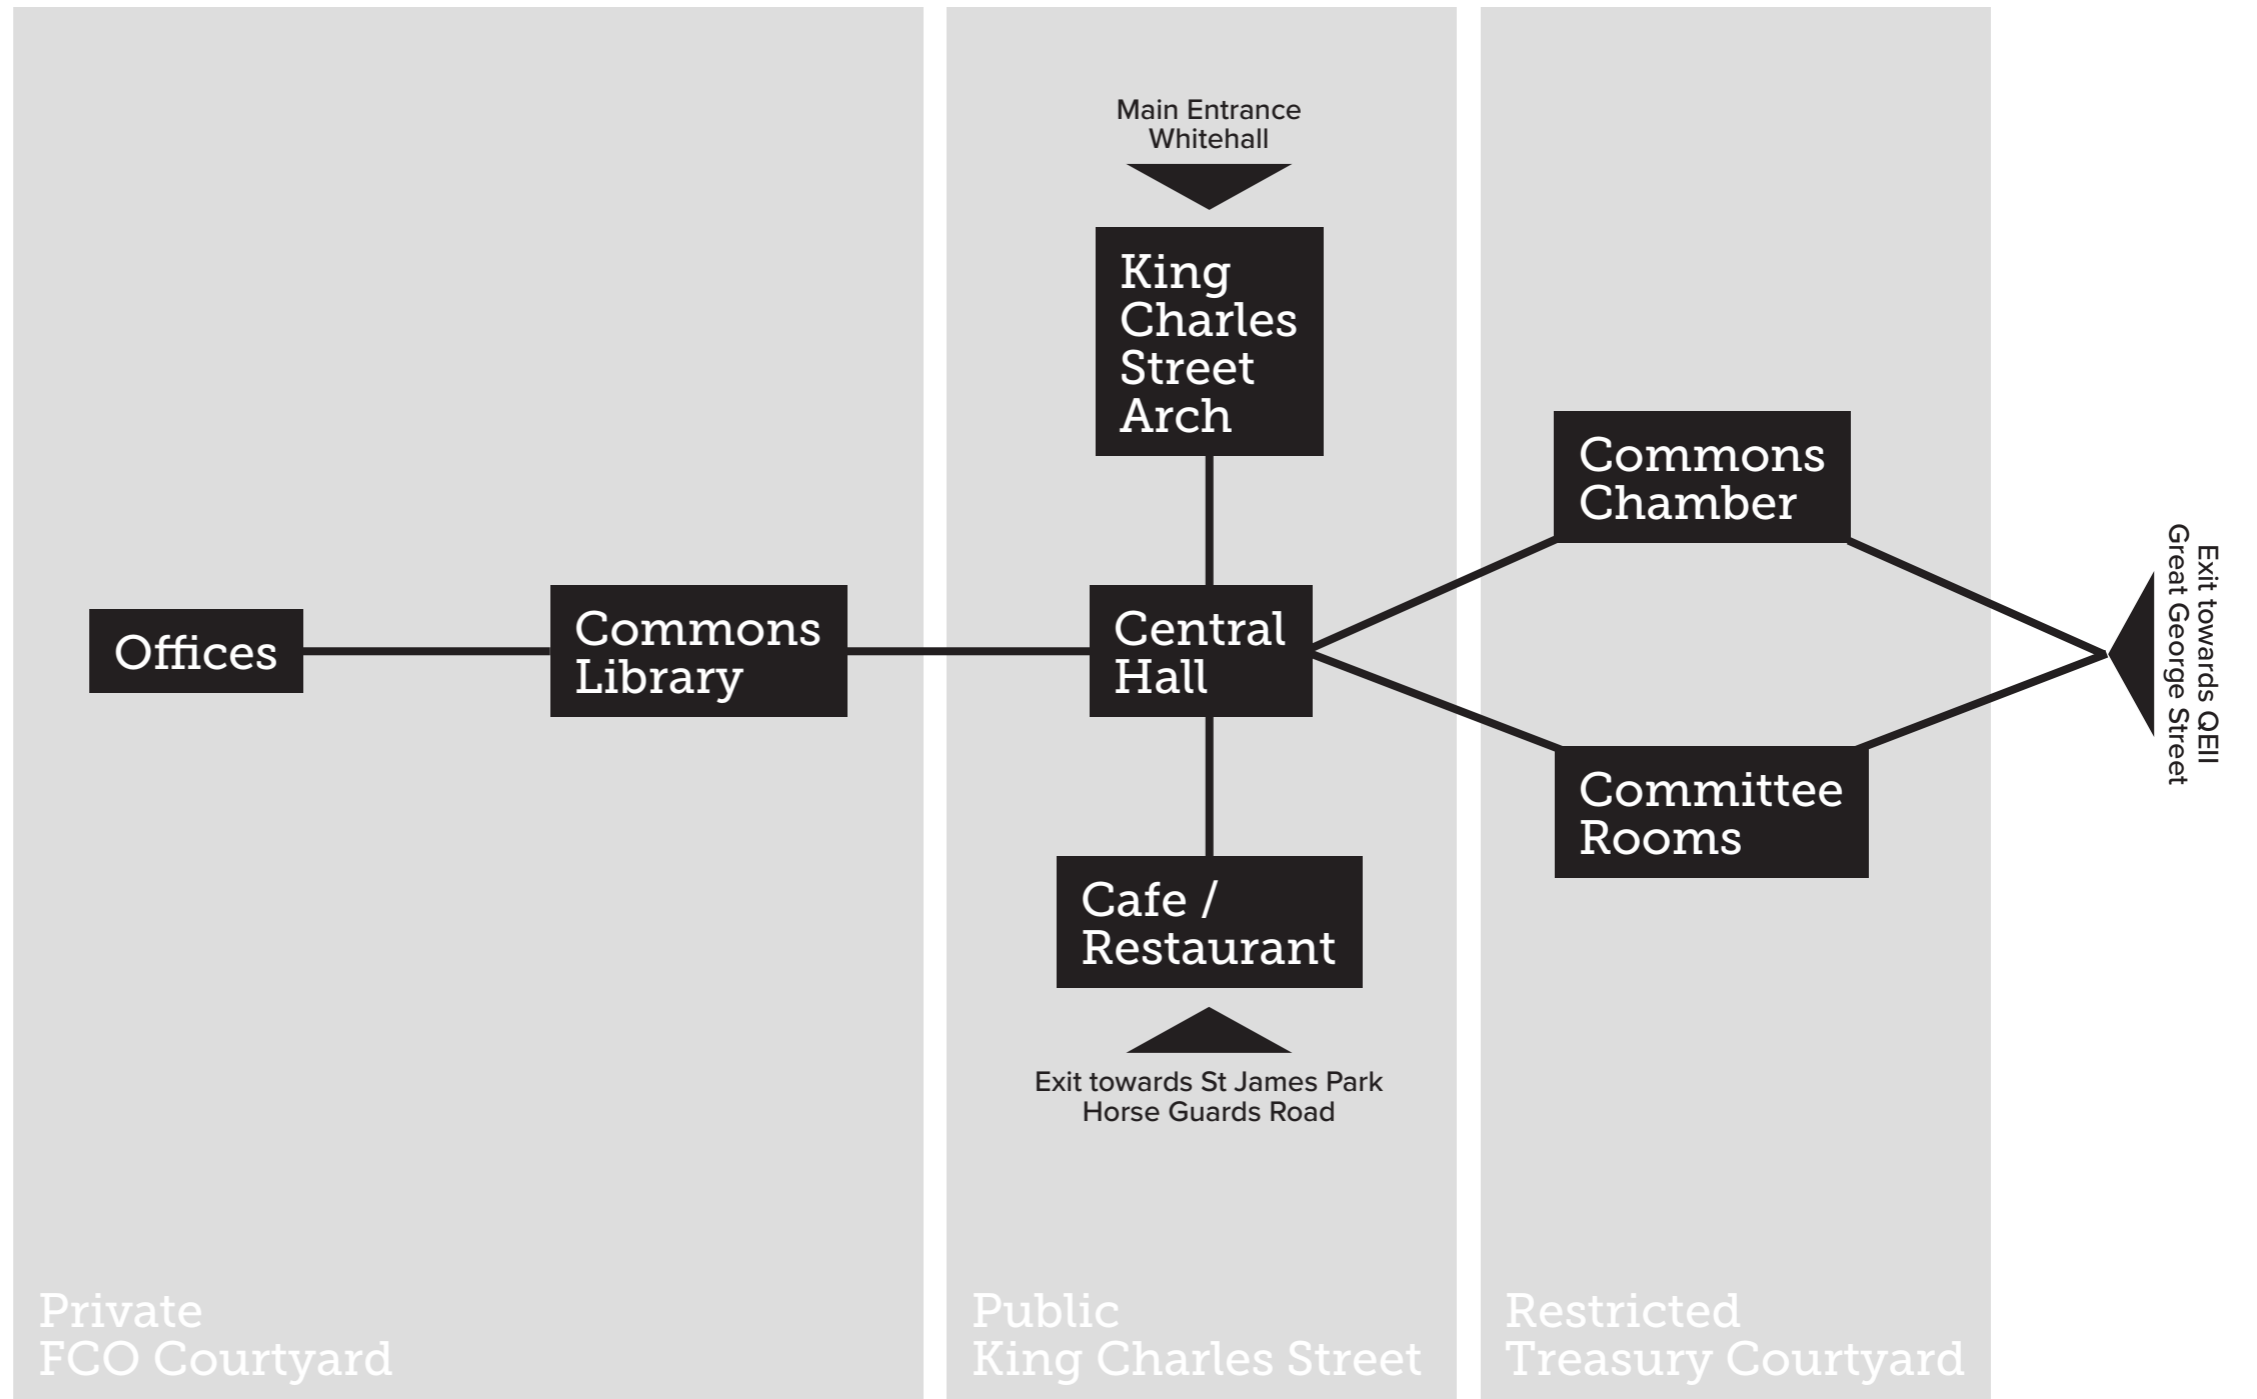 Main Entrance
Whitehall
King
Charles
Street
Arch
Commons
Chamber
Offices
Commons
Library
Central
Hall
Exit towards QEII
Great George Street
Committee
Rooms
Cafe /
Restaurant
Exit towards St James Park
Horse Guards Road
Private
FCO Courtyard
Public
King Charles Street
Restricted
Treasury Courtyard